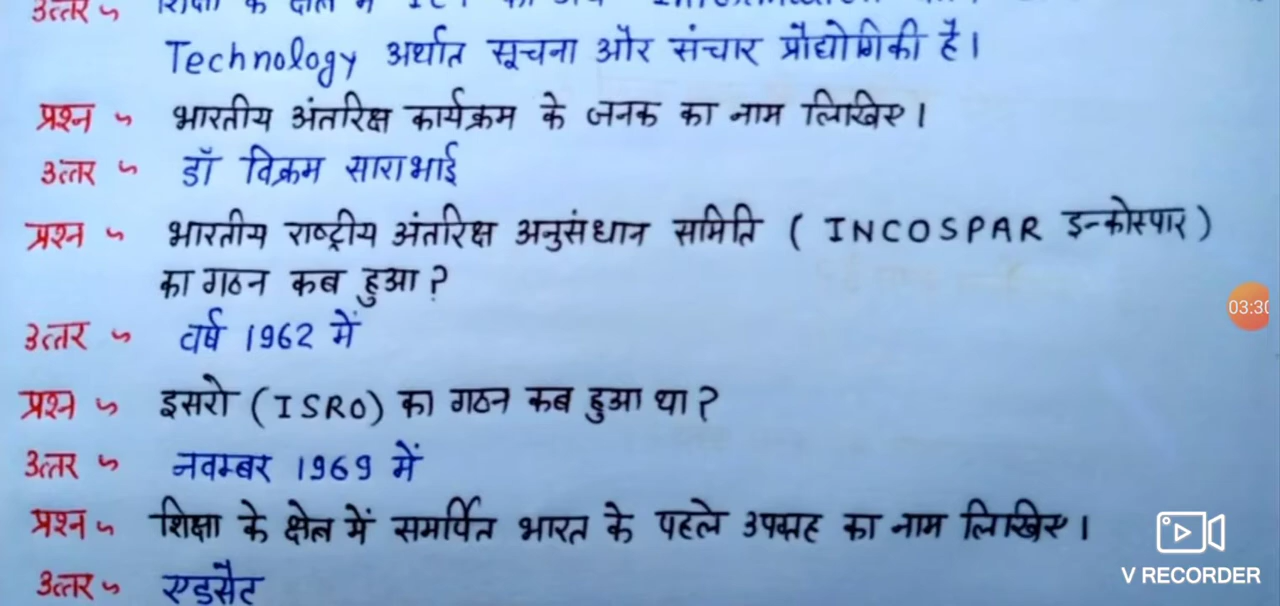 उत्तर
Technology अर्थात सूचना और संचार प्रौद्योगिकी है।
प्रश्न भारतीय अंतरिक्ष कार्यक्रम के जनक का नाम लिखिए।
उत्तर डॉ विक्रम साराभाई
प्रश्न भारतीय राष्ट्रीय अंतरिक्ष अनुसंधान समिति ( INCOSPAR इन्कोस्पार )
का गठन कब हुआ ?
उत्तर वर्ष 1962 में
03:30
प्रश्न इसरो (ISRO) का गठन कब हुआ था ?
उत्तर नवम्बर 1969 में
प्रश्न शिक्षा के क्षेत्र में समर्पित भारत के पहले उपग्रह का नाम लिखिए।
उत्तर एडसैट
V RECORDER